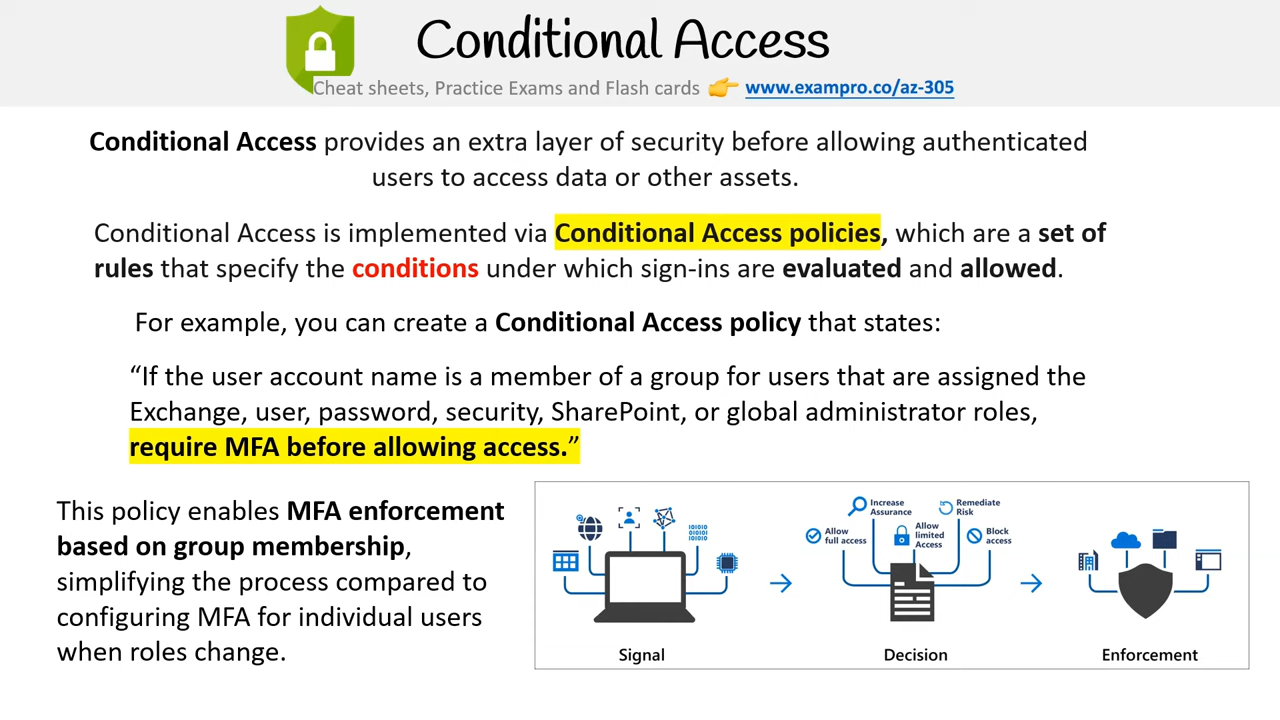 Conditional Access
Cheat sheets, Practice Exams and Flash cards 👉 www.exampro.co/az-305
Conditional Access provides an extra layer of security before allowing authenticated
users to access data or other assets.
Conditional Access is implemented via Conditional Access policies, which are a set of
rules that specify the conditions under which sign-ins are evaluated and allowed.
For example, you can create a Conditional Access policy that states:
“If the user account name is a member of a group for users that are assigned the
Exchange, user, password, security, SharePoint, or global administrator roles,
require MFA before allowing access.”
This policy enables MFA enforcement
based on group membership,
simplifying the process compared to
configuring MFA for individual users
when roles change.
01010
10101
01010
Signal
Increase
Assurance
Remediate
Risk
Allow
full access
Allow
limited
Access
Block
access
Decision
Enforcement